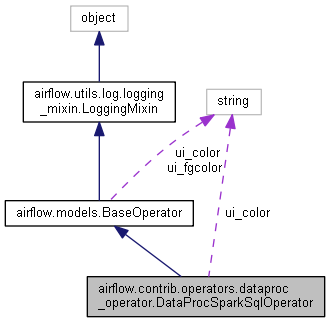 object
airflow.utils.log.logging
_mixin.LoggingMixin
string
ui_color
ui_fgcolor
airflow.models.BaseOperator
ui_color
airflow.contrib.operators.dataproc
_operator.DataProcSparkSqlOperator